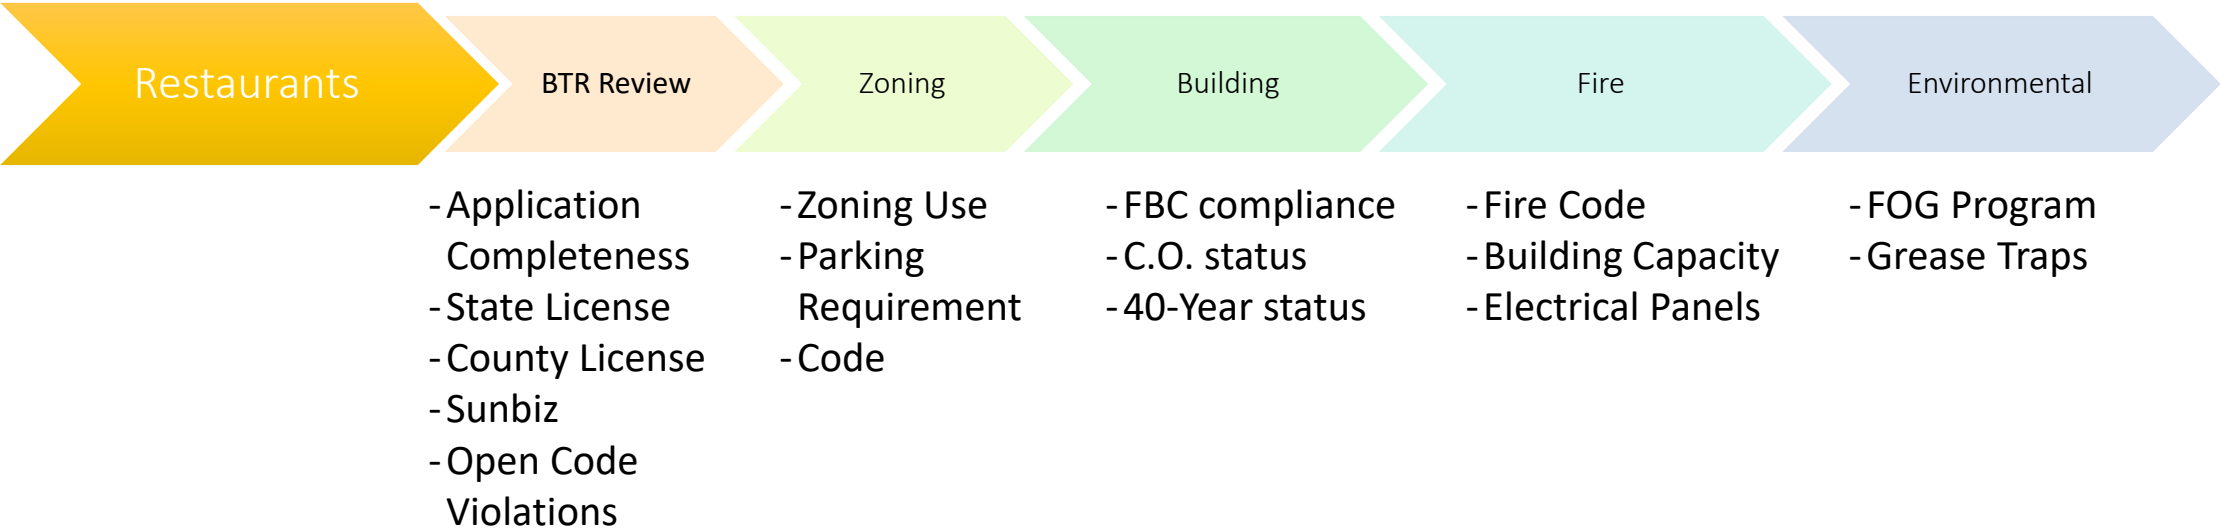 Restaurants
BTR Review
Zoning
Building
Fire
Environmental
-Application
Completeness
-State License
-County License
-Sunbiz
-Open Code
Violations
-Zoning Use
-Parking
Requirement
-Code
-FBC compliance
-C.O. status
-40-Year status
-Fire Code
-Building Capacity
-Electrical Panels
-FOG Program
-Grease Traps